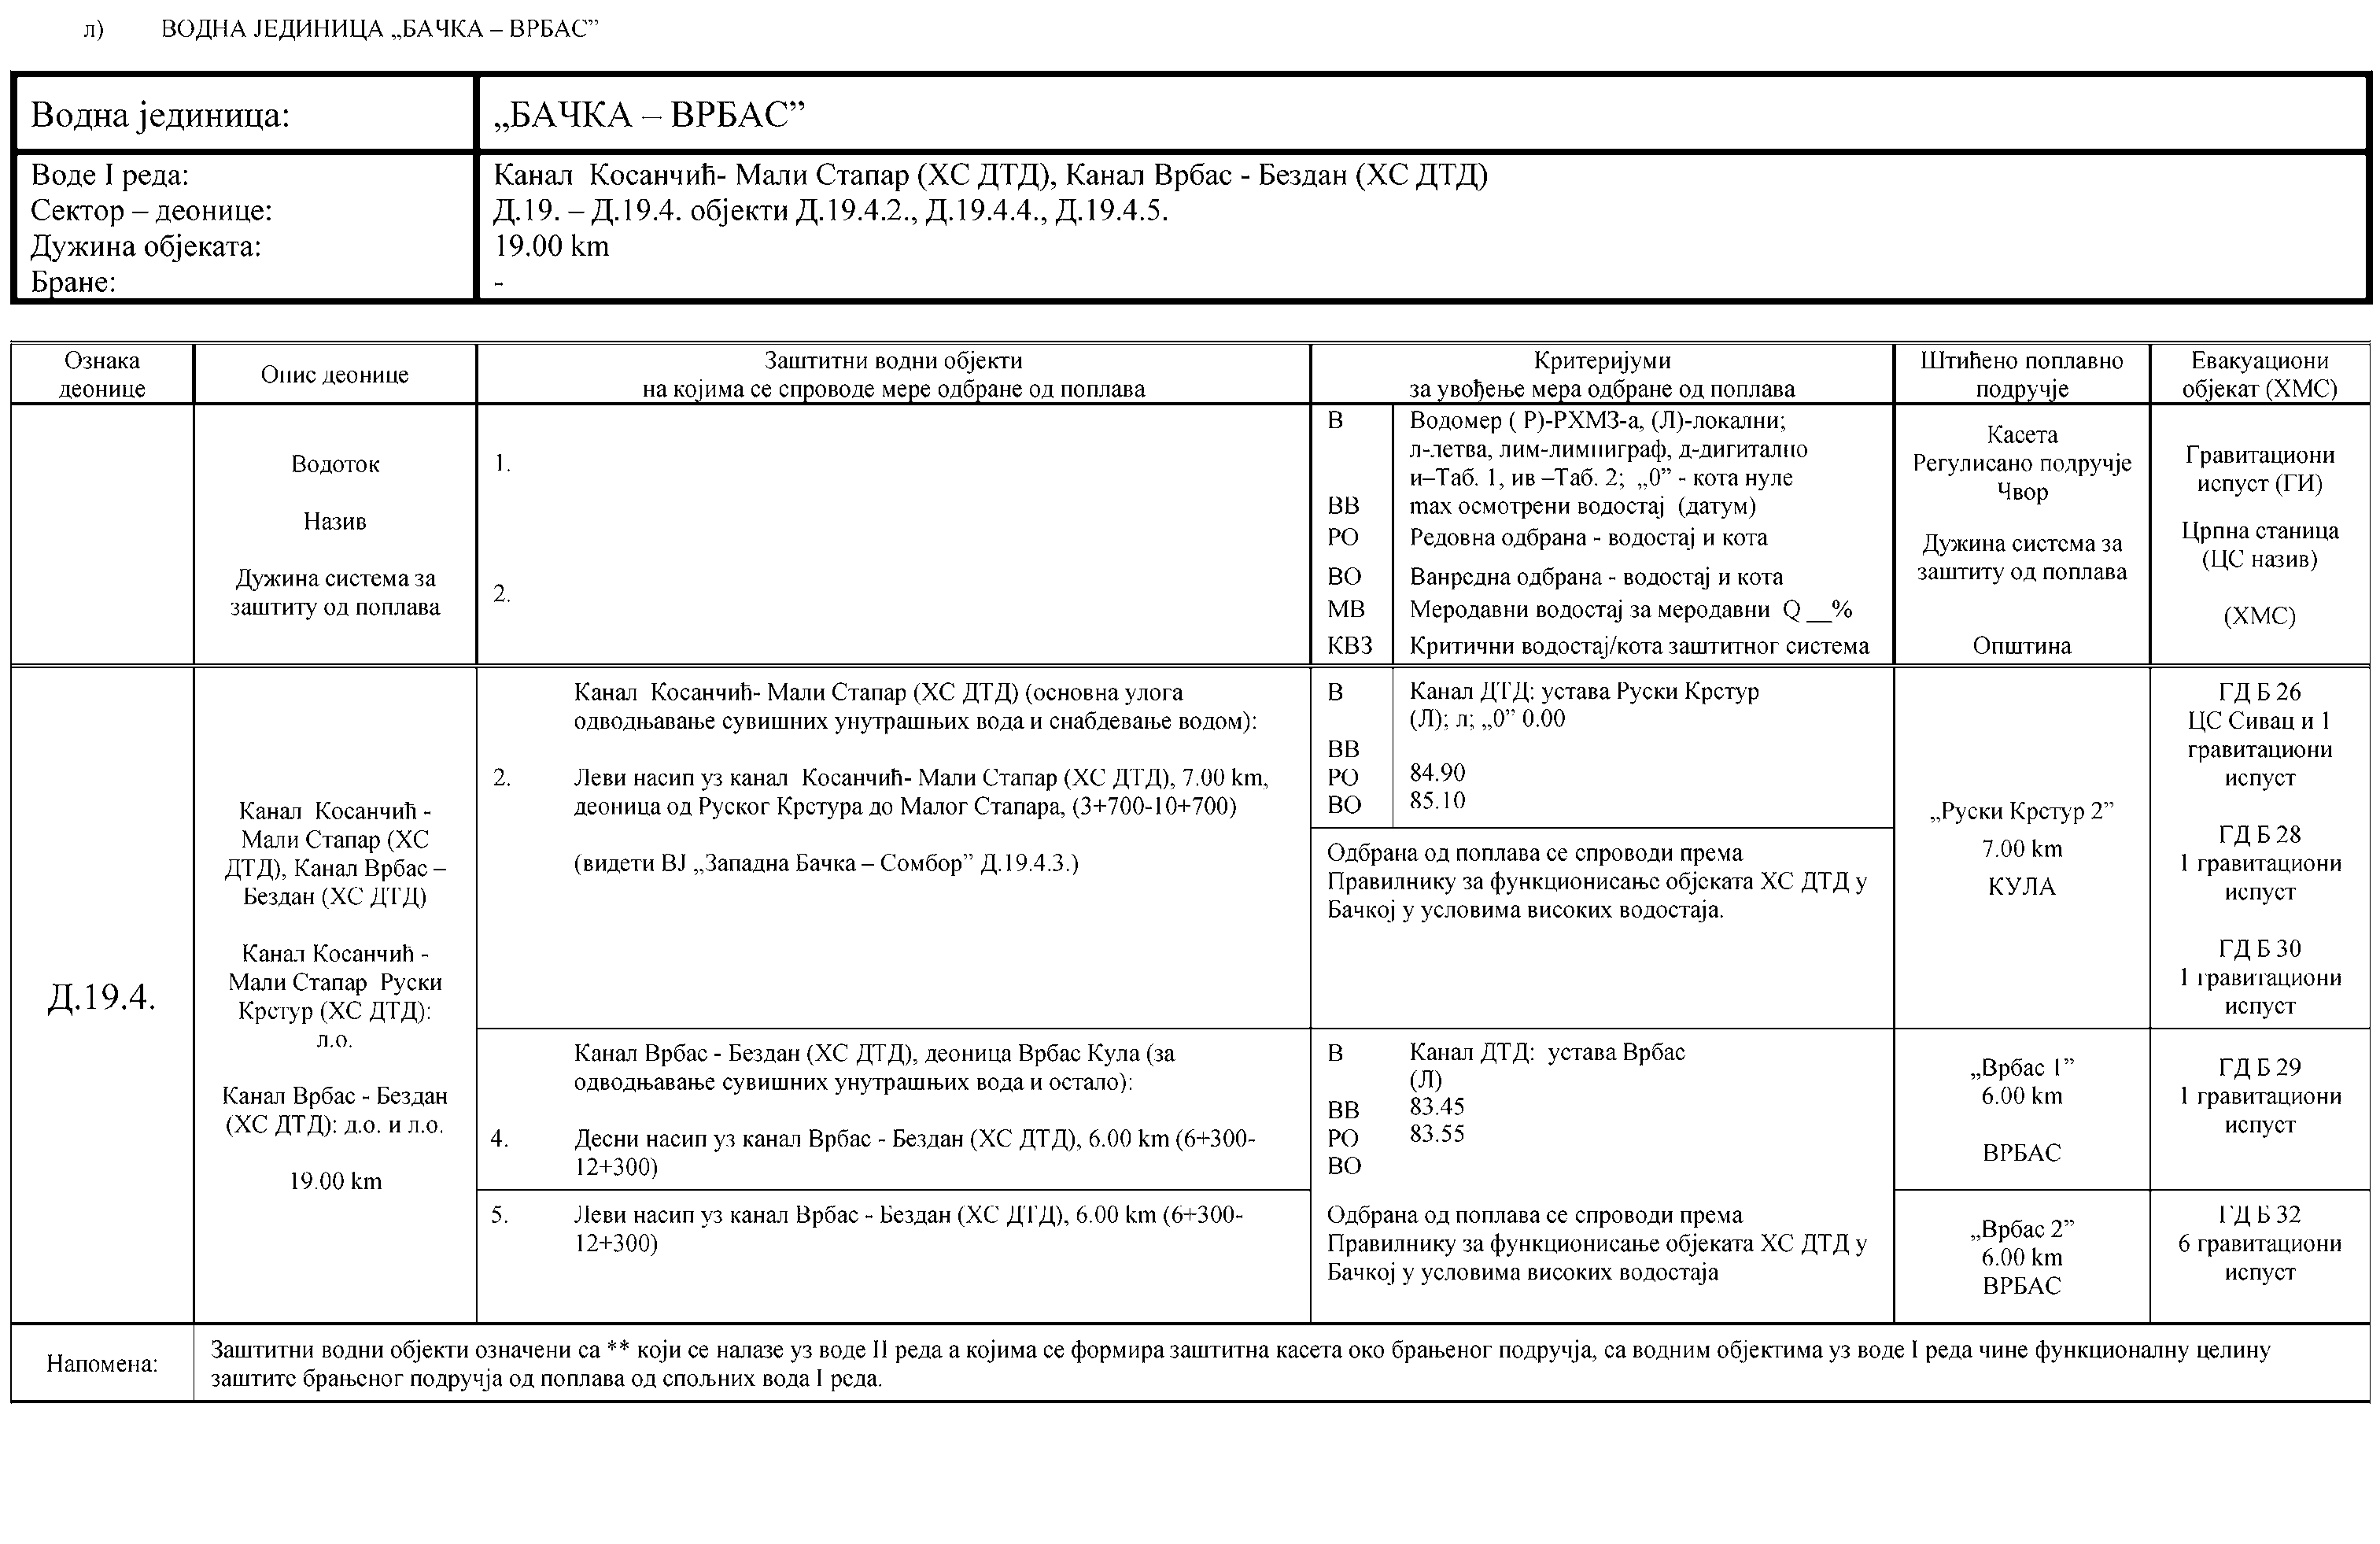 л) ВОДНА ЈЕДИНИЦА „БАЧКА – ВРБАС”
Водна јединица: „БАЧКА – ВРБАС”
Воде I реда: Канал Косанчић- Мали Стапар (ХС ДТД), Канал Врбас - Бездан (ХС ДТД)
Сектор – деонице: Д.19. – Д.19.4. објекти Д.19.4.2., Д.19.4.4., Д.19.4.5.
Дужина објеката: 19.00 km
Бране: -
Ознака
деонице
Опис деонице
Заштитни водни објекти
на којима се спроводе мере одбране од поплава
Критеријуми
за увођење мера одбране од поплава
Штићено поплавно
подручје
Евакуациони
објекат (ХМС)
Водоток
Назив
Дужина система за
заштиту од поплава
1.
2.
В Водомер ( Р)-РХМЗ-а, (Л)-локални;
л-летва, лим-лимниграф, д-дигитално
и–Таб. 1, ив –Таб. 2; „0” - кота нуле
ВВ max осмотрени водостај (датум)
РО Редовна одбрана - водостај и кота
ВО Ванредна одбрана - водостај и кота
МВ Меродавни водостај за меродавни Q __%
КВЗ Критични водостај/кота заштитног система
Касета
Регулисано подручје
Чвор
Дужина система за
заштиту од поплава
Општина
Гравитациони
испуст (ГИ)
Црпна станица
(ЦС назив)
(ХМС)
Д.19.4.
Канал Косанчић -
Мали Стапар (ХС
ДТД), Канал Врбас –
Бездан (ХС ДТД)
Канал Косанчић -
Мали Стапар Руски
Крстур (ХС ДТД):
л.о.
Канал Врбас - Бездан
(ХС ДТД): д.о. и л.о.
19.00 km
Канал Косанчић- Мали Стапар (ХС ДТД) (основна улога
одводњавање сувишних унутрашњих вода и снабдевање водом):
2. Леви насип уз канал Косанчић- Мали Стапар (ХС ДТД), 7.00 km,
деоница од Руског Крстура до Малог Стапара, (3+700-10+700)
(видети ВЈ „Западна Бачка – Сомбор” Д.19.4.3.)
В Канал ДТД: устава Руски Крстур
(Л); л; „0” 0.00
ВВ
РО 84.90
ВО 85.10
Одбрана од поплава се спроводи према
Правилнику за функционисање објеката ХС ДТД у
Бачкој у условима високих водостаја.
„Руски Крстур 2”
7.00 km
КУЛА
ГД Б 26
ЦС Сивац и 1
гравитациони
испуст
ГД Б 28
1 гравитациони
испуст
ГД Б 30
1 гравитациони
испуст
Канал Врбас - Бездан (ХС ДТД), деоница Врбас Кула (за
одводњавање сувишних унутрашњих вода и остало):
4. Десни насип уз канал Врбас - Бездан (ХС ДТД), 6.00 km (6+300-
12+300)
В Канал ДТД: устава Врбас
(Л)
ВВ 83.45
РО 83.55
ВО
„Врбас 1”
6.00 km
ВРБАС
ГД Б 29
1 гравитациони
испуст
5. Леви насип уз канал Врбас - Бездан (ХС ДТД), 6.00 km (6+300-
12+300)
Одбрана од поплава се спроводи према
Правилнику за функционисање објеката ХС ДТД у
Бачкој у условима високих водостаја
„Врбас 2”
6.00 km
ВРБАС
ГД Б 32
6 гравитациони
испуст
Напомена:
Заштитни водни објекти означени са ** који се налазе уз воде II реда а којима се формира заштитна касета око брањеног подручја, са водним објектима уз воде I реда чине функционалну целину
заштите брањеног подручја од поплава од спољних вода I реда.